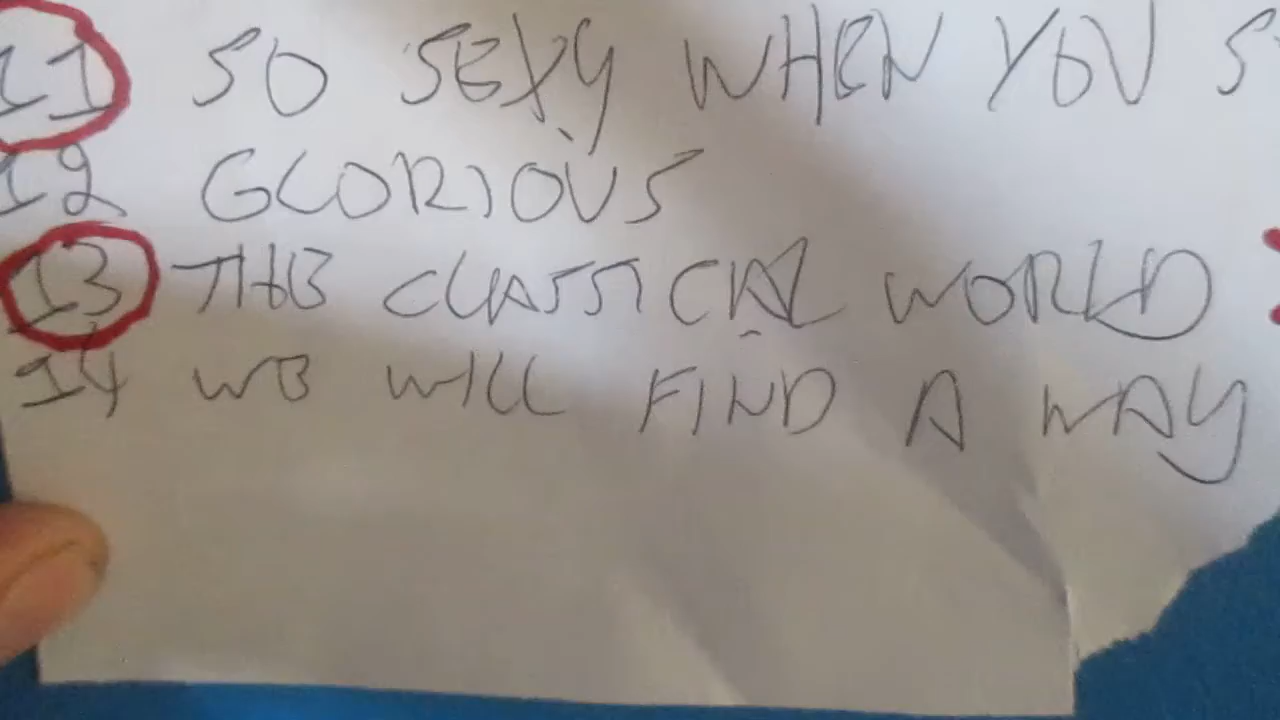 11 SO SEXY WHEN YOU S
12 GLORIOUS
13 THE CLASSICAL WORLD
14 WE WILL FIND A WAY